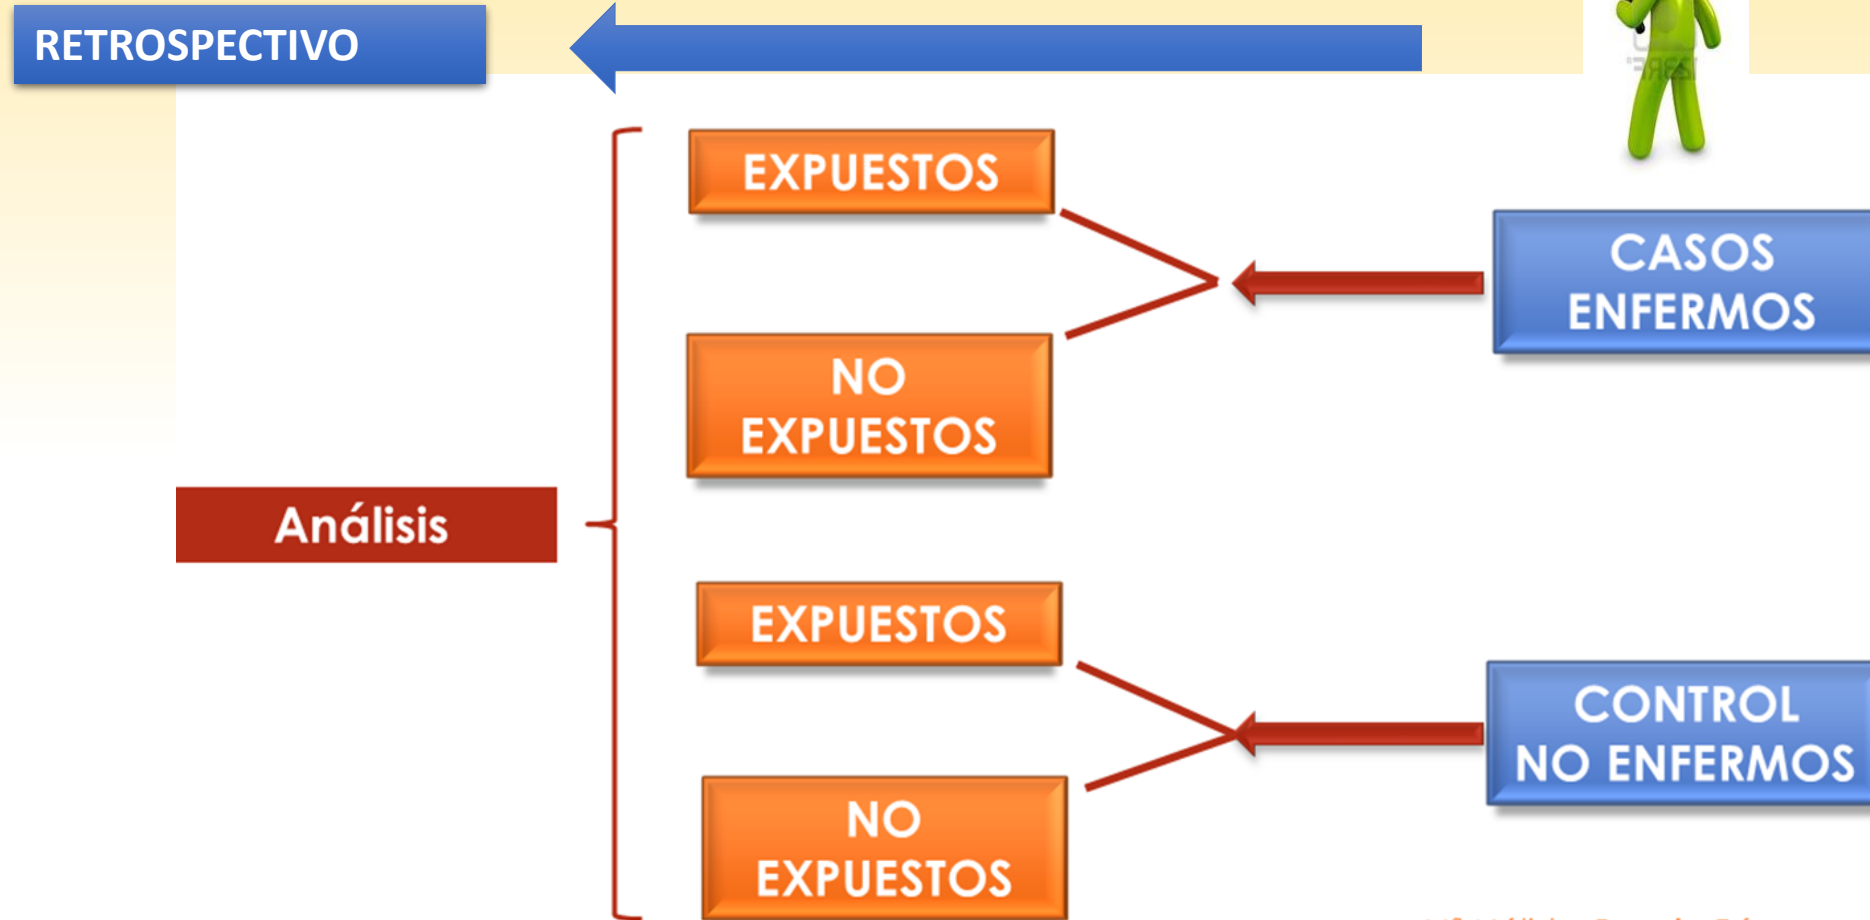 RETROSPECTIVO
EXPUESTOS
CASOS
ENFERMOS
NO
EXPUESTOS
Análisis
EXPUESTOS
CONTROL
NO ENFERMOS
NO
EXPUESTOS